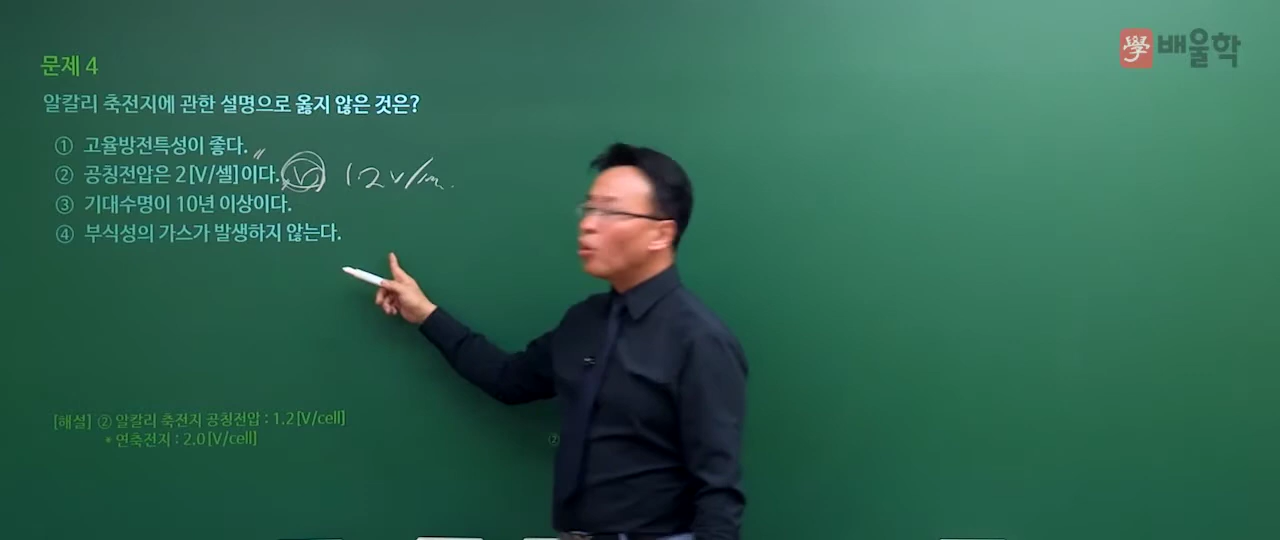 學배울학
문제 4
알칼리 축전지에 관한 설명으로 옳지 않은 것은?
① 고율방전특성이 좋다.
② 공칭전압은 2[V/셀]이다. 1.2V/
③ 기대수명이 10년 이상이다.
④ 부식성의 가스가 발생하지 않는다.
[해설] ② 알칼리 축전지 공칭전압 : 1.2[V/cell]
* 연축전지 : 2.0[V/cell]
②